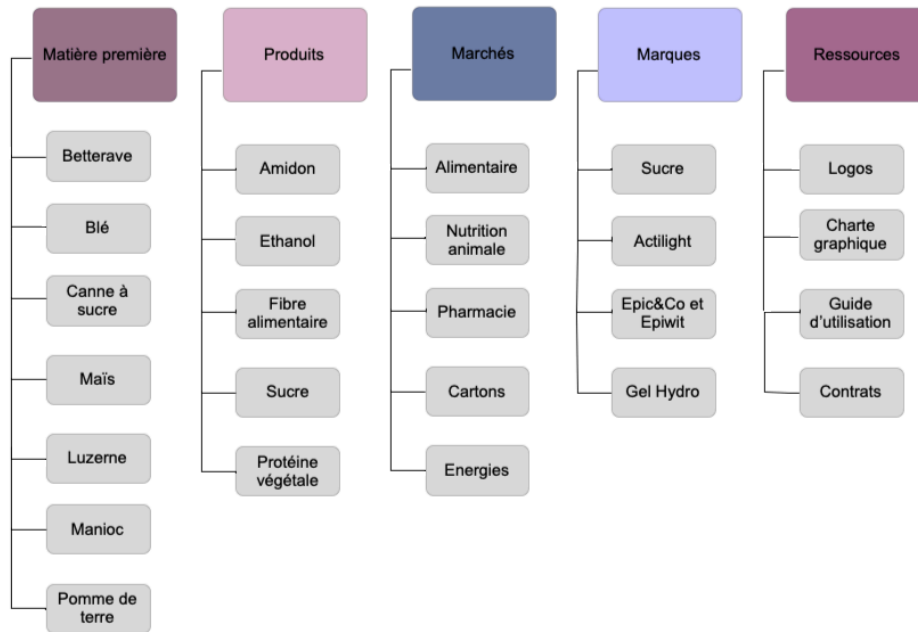 Matière première
Betterave
Blé
Canne à
sucre
Maïs
Luzerne
Manioc
Pomme de
terre
Produits
Amidon
Ethanol
Fibre
alimentaire
Sucre
Protéine
végétale
Marchés
Alimentaire
Nutrition
animale
Pharmacie
Cartons
Energies
Marques
Sucre
Actilight
Epic&Co et
Epiwit
Gel Hydro
Ressources
Logos
Charte
graphique
Guide
d'utilisation
Contrats